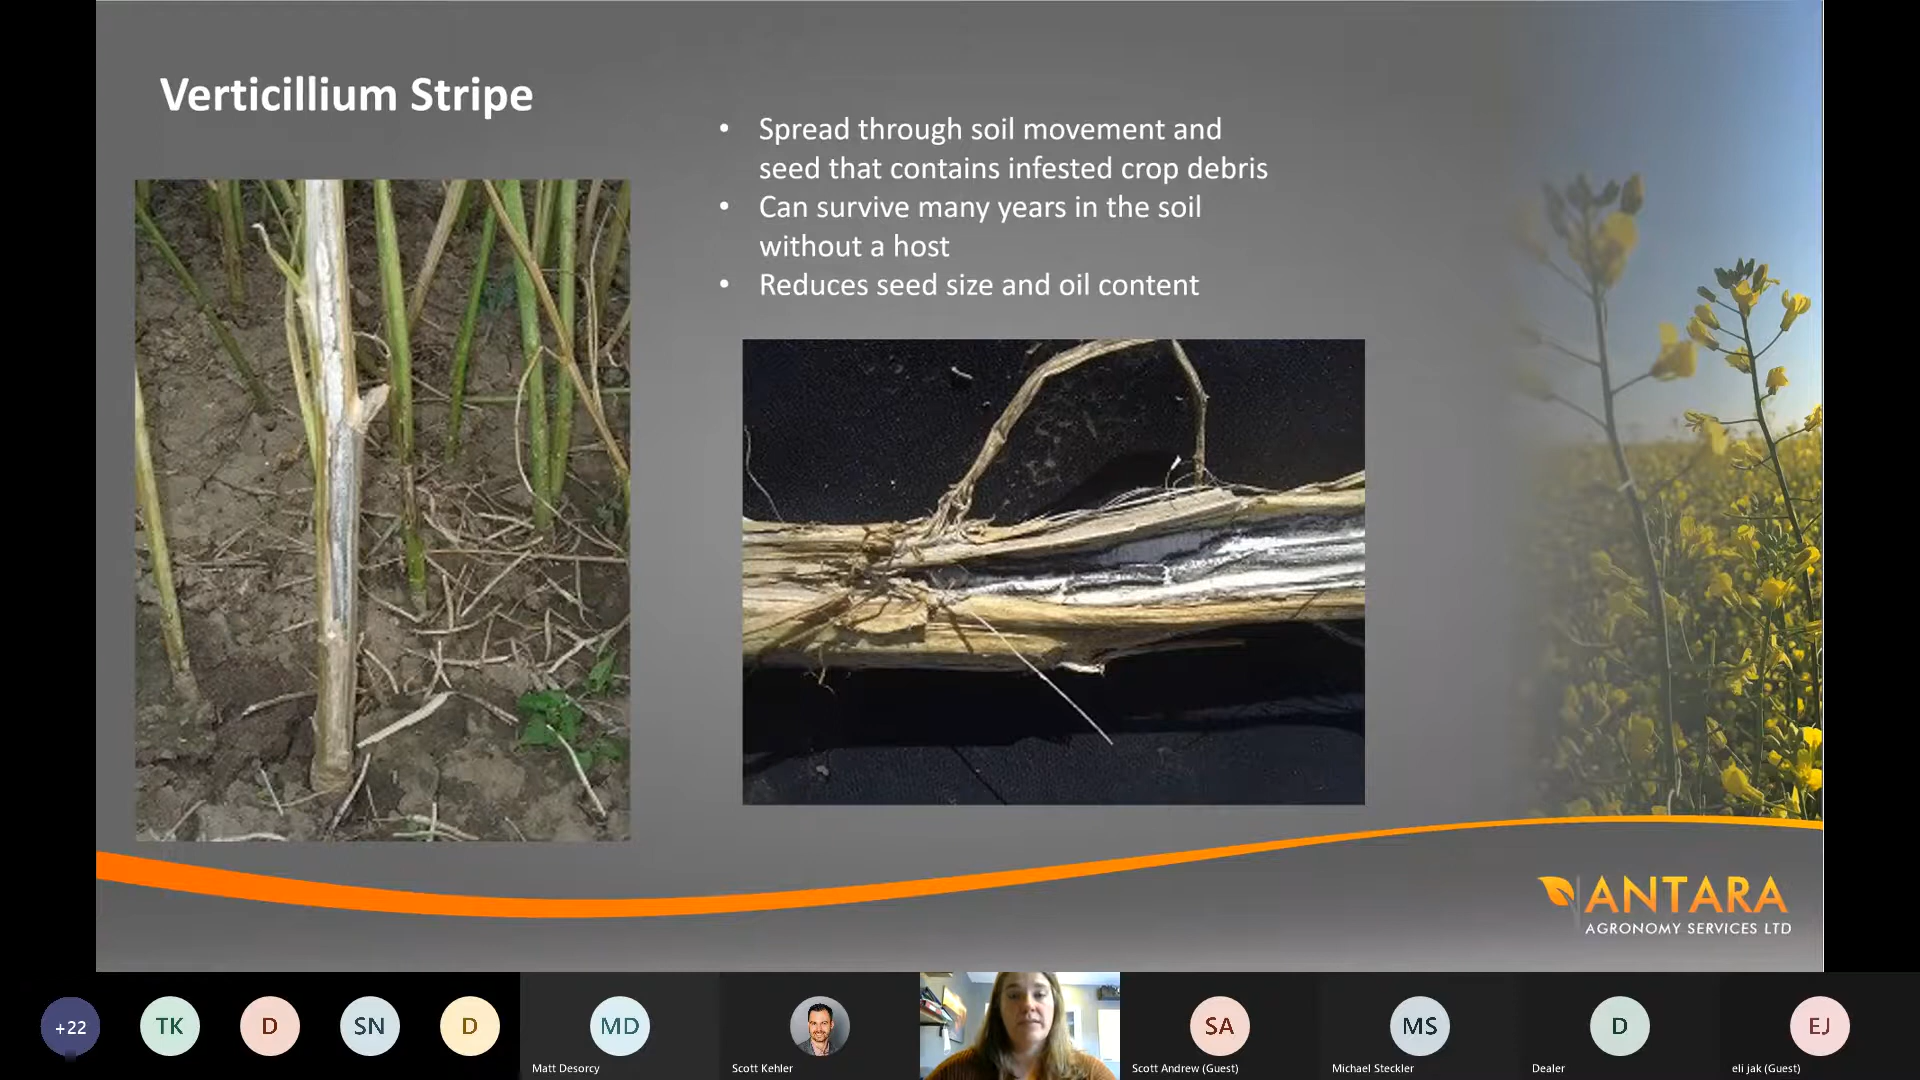 Verticillium Stripe
• Spread through soil movement and
seed that contains infested crop debris
• Can survive many years in the soil
without a host
• Reduces seed size and oil content
ANTARA
AGRONOMY SERVICES LTD
+22
TK
D
SN
D
MD
SA
MS
D
EJ
Matt Desorcy
Scott Kehler
Scott Andrew (Guest)
Michael Steckler
Dealer
eli jak (Guest)